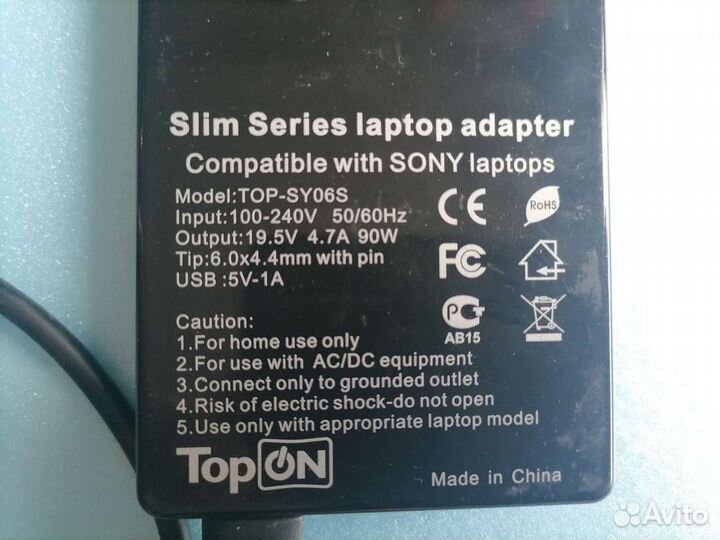 Slim Series laptop adapter
Compatible with SONY laptops
Model:TOP-SY06S
Input:100-240V 50/60Hz
Output:19.5V 4.7A 90W
Tip:6.0x4.4mm with pin
USB :5V-1A
CE
RoHS
FC
PG
AB15
Caution:
1.For home use only
2.For use with AC/DC equipment
3.Connect only to grounded outlet
4.Risk of electric shock-do not open
5.Use only with appropriate laptop model
TopON
Made in China
Avito